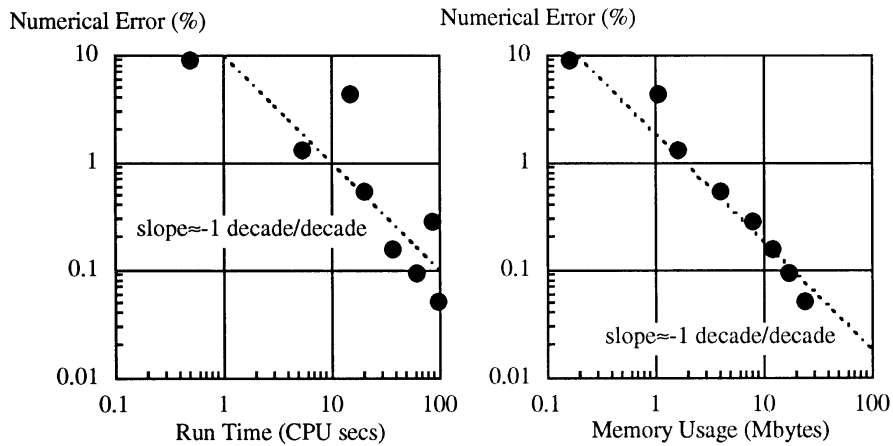 Numerical Error (%)
10
1
0.1
0.01
slope≈-1 decade/decade
0.1 1 10 100
Run Time (CPU secs)
Numerical Error (%)
10
1
0.1
0.01
slope≈-1 decade/decade
0.1 1 10 100
Memory Usage (Mbytes)